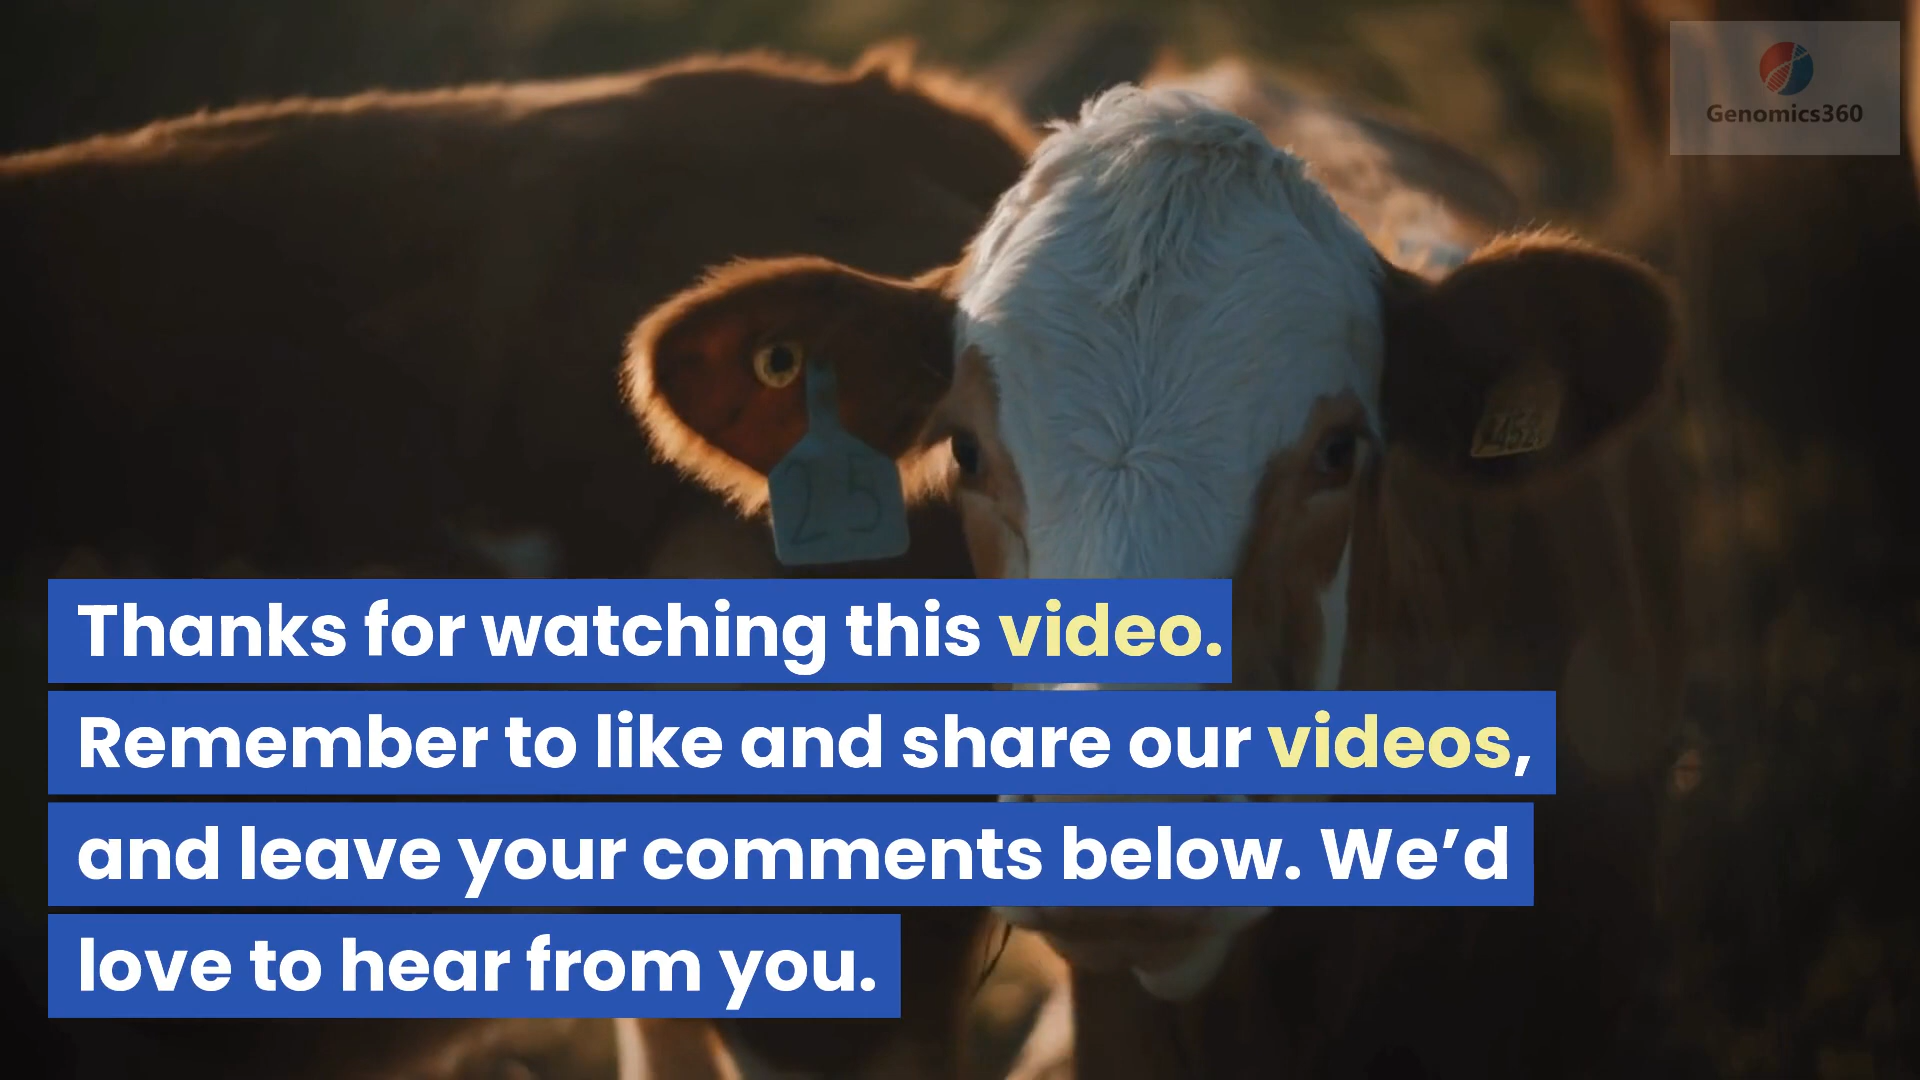 Genomics360
25
Thanks for watching this video.
Remember to like and share our videos,
and leave your comments below. We’d
love to hear from you.